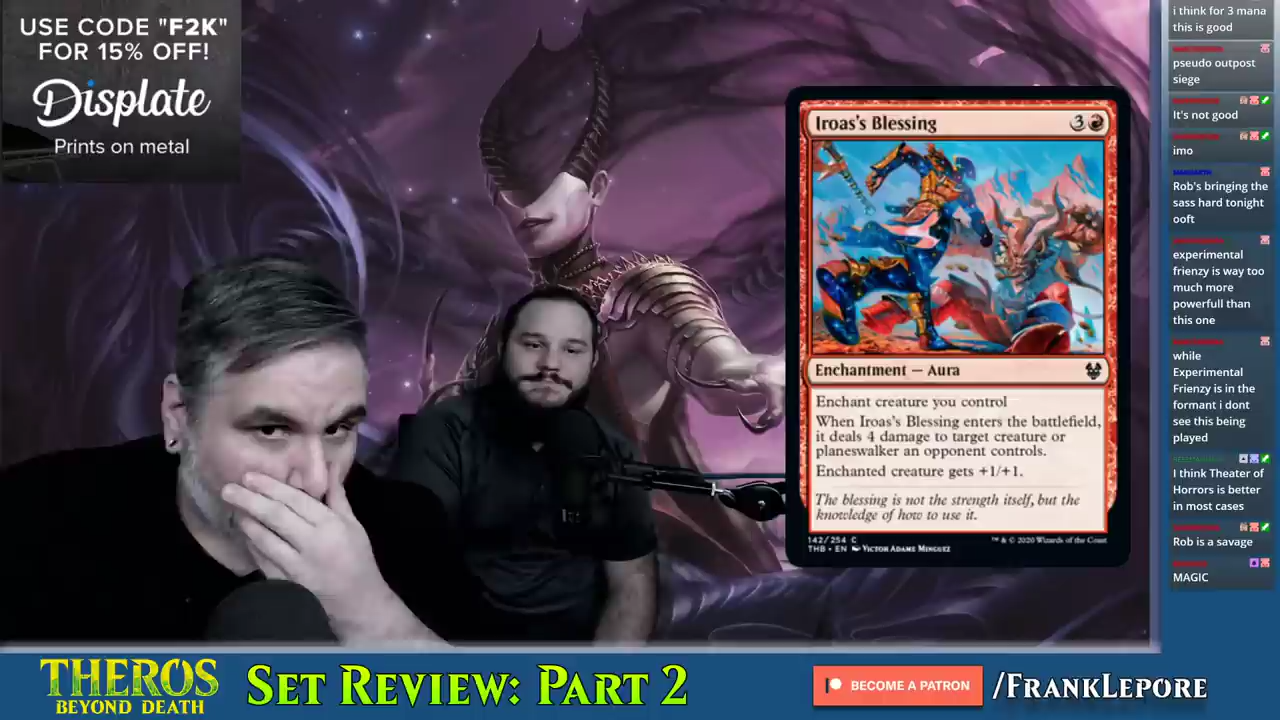 USE CODE "F2K"
FOR 15% OFF!
Displate
Prints on metal
Iroas's Blessing
3
Enchantment — Aura
Enchant creature you control
When Iroas's Blessing enters the battlefield,
it deals 4 damage to target creature or
planeswalker an opponent controls.
Enchanted creature gets +1/+1.
The blessing is not the strength itself, but the
knowledge of how to use it.
142/254 C
THB • EN Victor Adame Minguez
™ & © 2020 Wizards of the Coast
i think for 3 mana
this is good
pseudo outpost
siege
It's not good
imo
Rob's bringing the
sass hard tonight
ooft
experimental
frienzy is way too
much more
powerfull than
this one
while
Experimental
Frienzy is in the
formant i dont
see this being
played
I think Theater of
Horrors is better
in most cases
Rob is a savage
MAGIC
THEROS
BEYOND DEATH
Set Review: Part 2
BECOME A PATRON
/FrankLepore